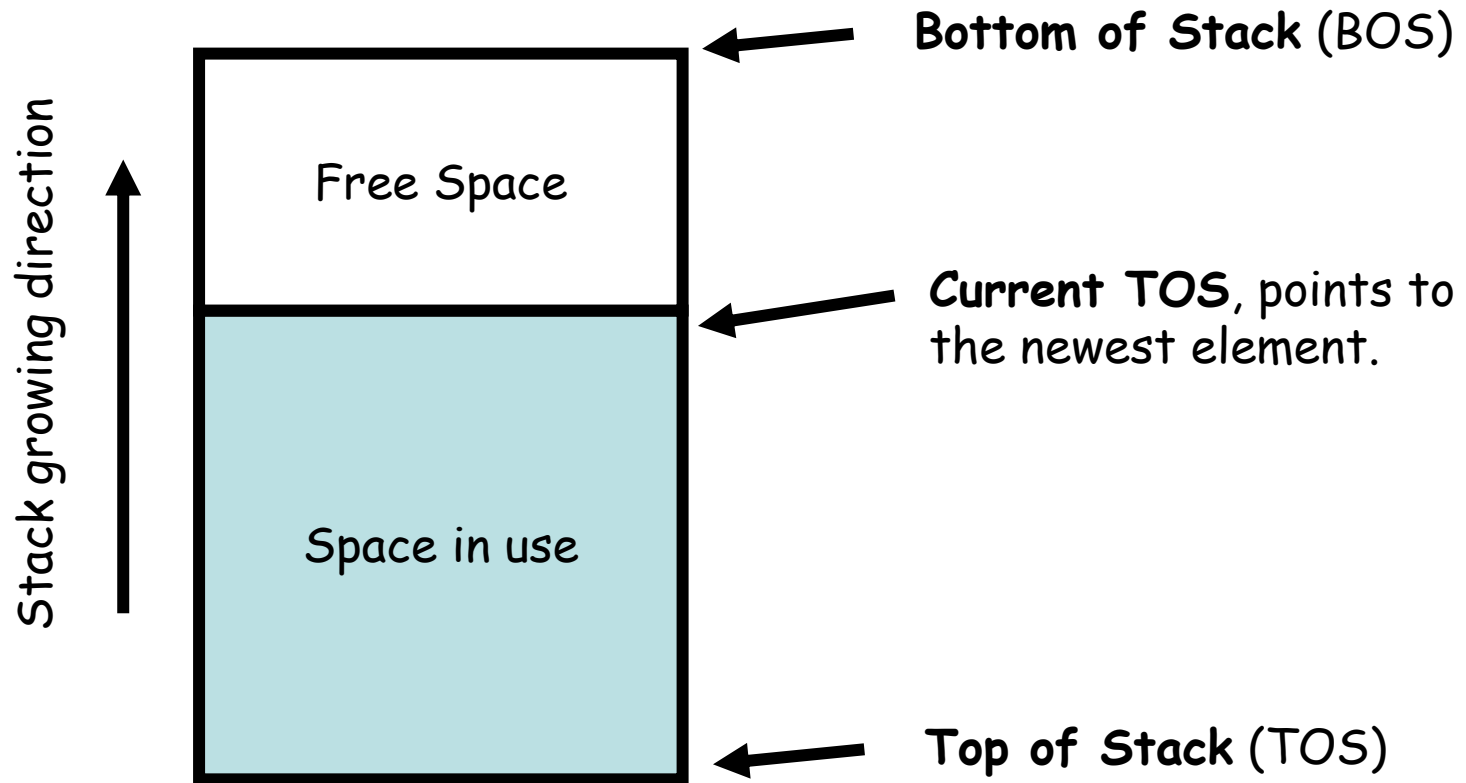 Bottom of Stack (BOS)
Stack growing direction
Free Space
Current TOS, points to
the newest element.
Space in use
Top of Stack (TOS)